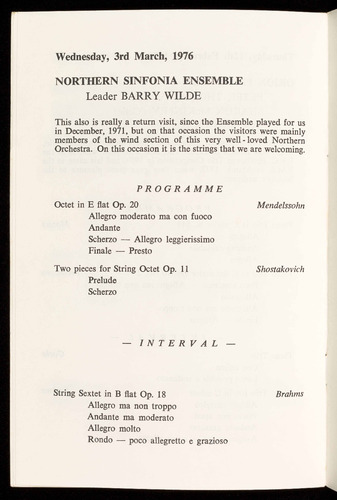 Wednesday, 3rd March, 1976
NORTHERN SINFONIA ENSEMBLE
Leader BARRY WILDE
This also is really a return visit, since the Ensemble played for us
in December, 1971, but on that occasion the visitors were mainly
members of the wind section of this very well-loved Northern
Orchestra. On this occasion it is the strings that we are welcoming.
PROGRAMME
Octet in E flat Op. 20 Mendelssohn
Allegro moderato ma con fuoco
Andante
Scherzo — Allegro leggierissimo
Finale — Presto
Two pieces for String Octet Op. 11 Shostakovich
Prelude
Scherzo
— INTERVAL —
String Sextet in B flat Op. 18 Brahms
Allegro ma non troppo
Andante ma moderato
Allegro molto
Rondo — poco allegretto e grazioso